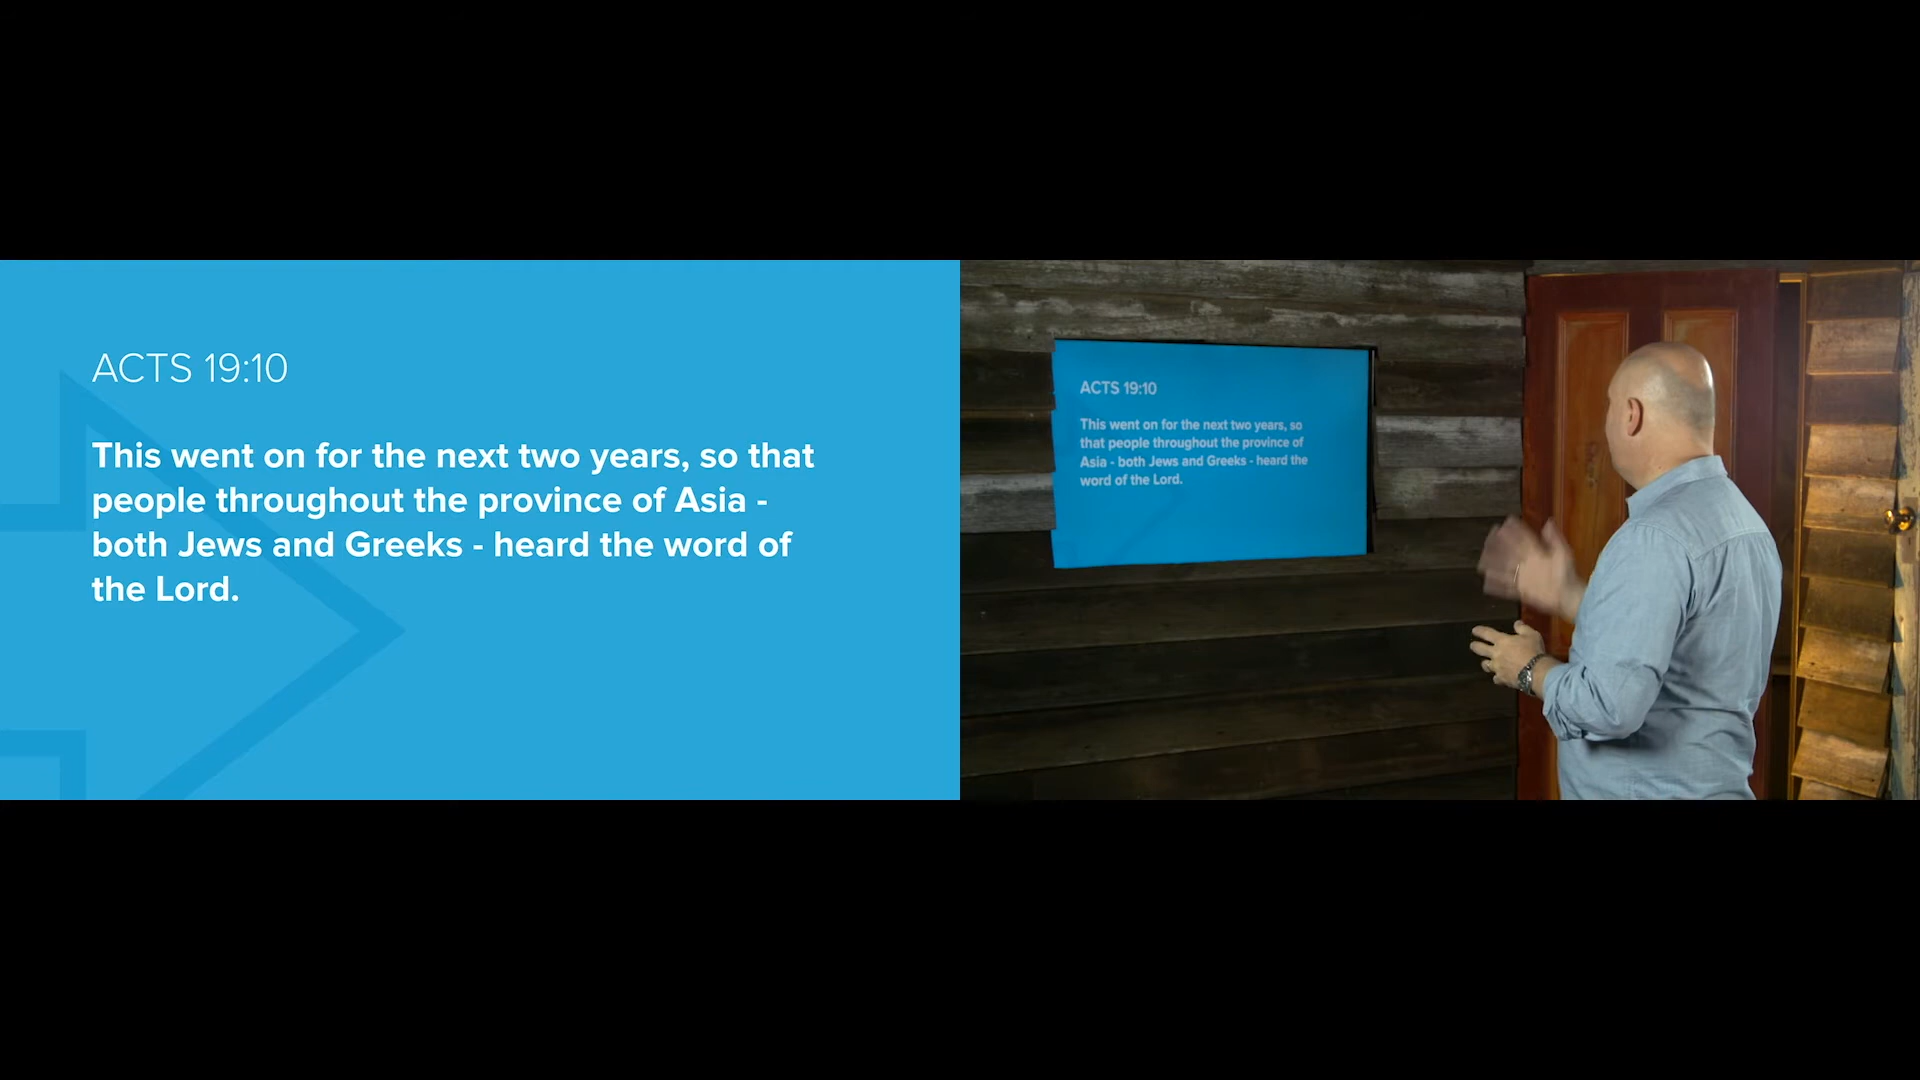 ACTS 19:10
This went on for the next two years, so that
people throughout the province of Asia -
both Jews and Greeks - heard the word of
the Lord.
ACTS 19:10
This went on for the next two years, so
that people throughout the province of
Asia - both Jews and Greeks - heard the
word of the Lord.